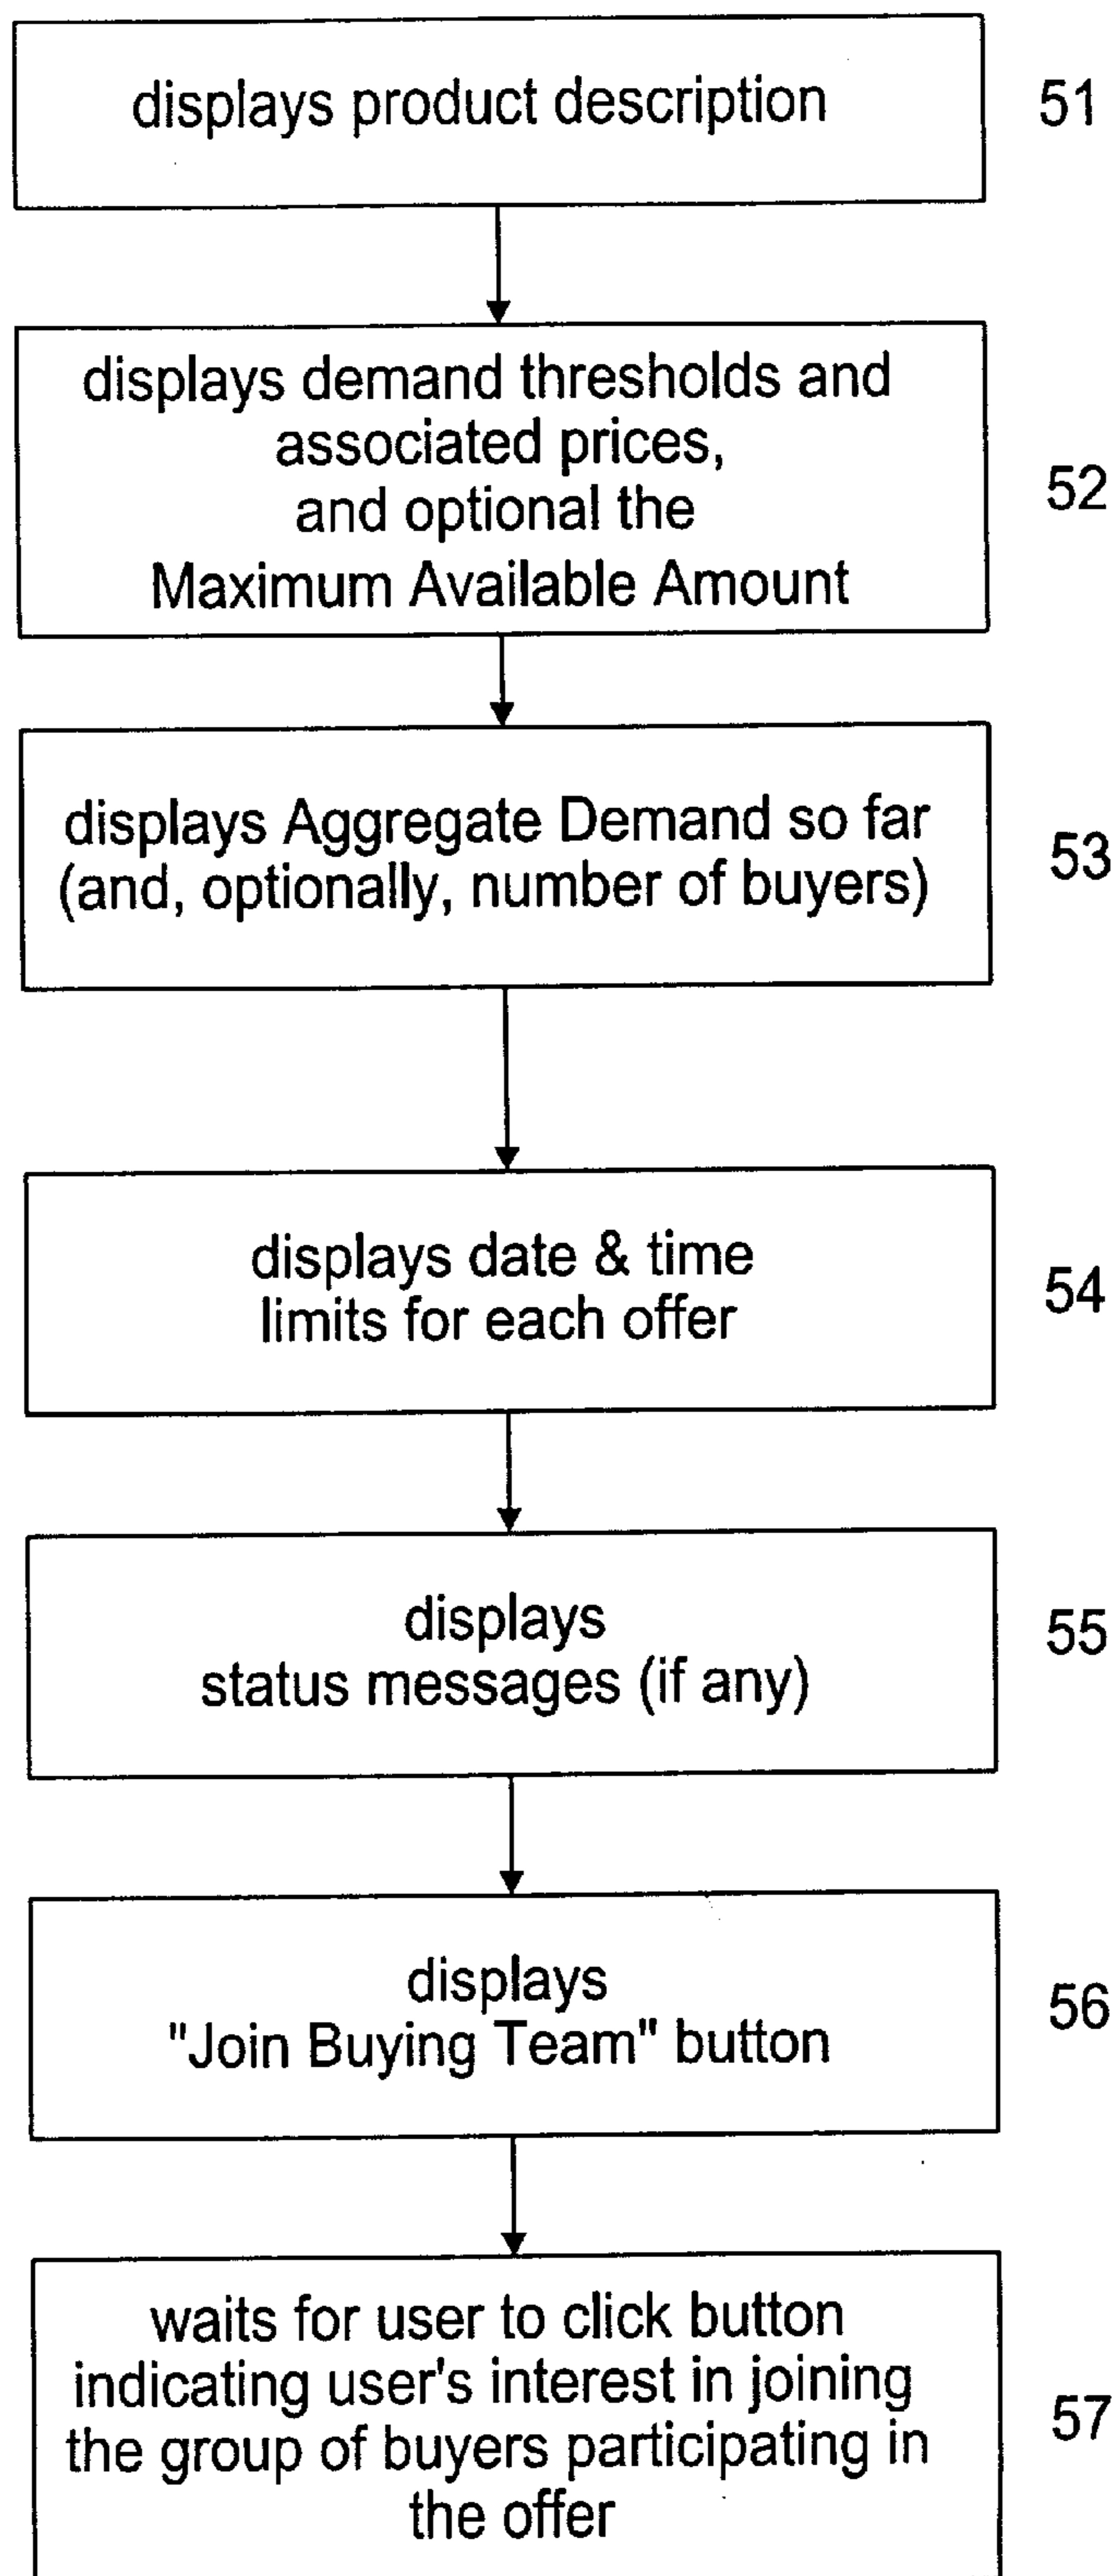 displays product description
51
displays demand thresholds and
associated prices,
and optional the
Maximum Available Amount
52
displays Aggregate Demand so far
(and, optionally, number of buyers)
53
displays date & time
limits for each offer
54
displays
status messages (if any)
55
displays
"Join Buying Team" button
56
waits for user to click button
indicating user's interest in joining
the group of buyers participating in
the offer
57